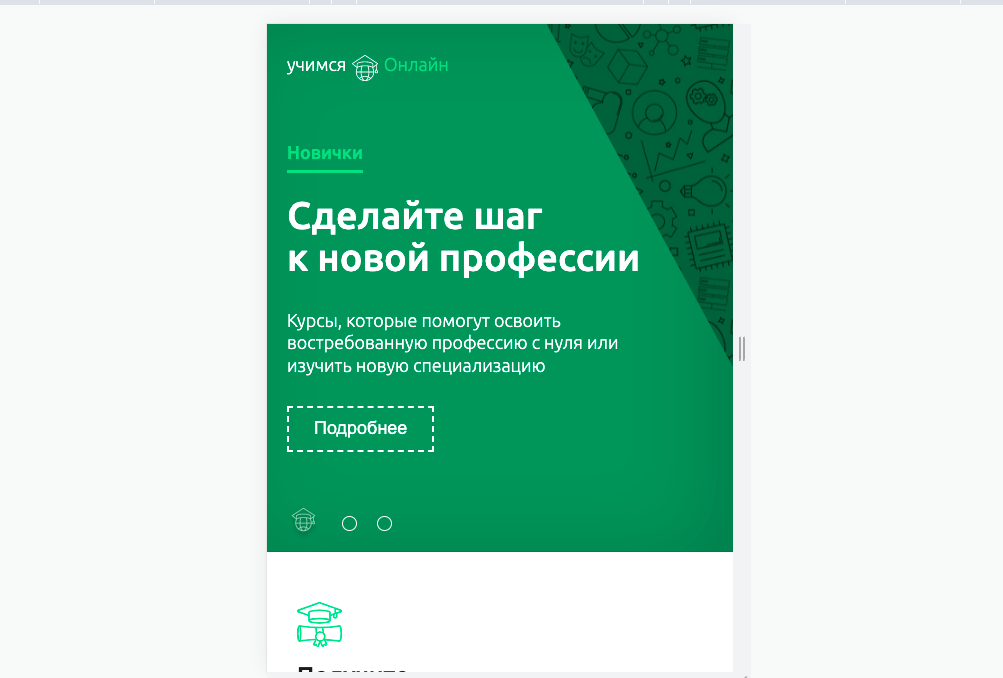 учимся Онлайн
Новички
Сделайте шаг
к новой профессии
Курсы, которые помогут освоить
востребованную профессию с нуля или
изучить новую специализацию
Подробнее